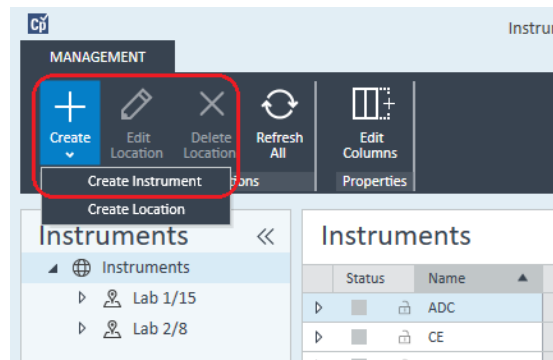 Cp
Instru
MANAGEMENT
Create
Edit Location
Delete Location
Refresh All
Edit Columns
Create Instrument
Properties
Create Location
Instruments
Instruments
Lab 1/15
Lab 2/8
Instruments
Status Name
ADC
CE